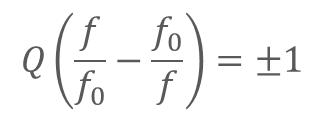 Q(f/f₀ − f₀/f) = ±1